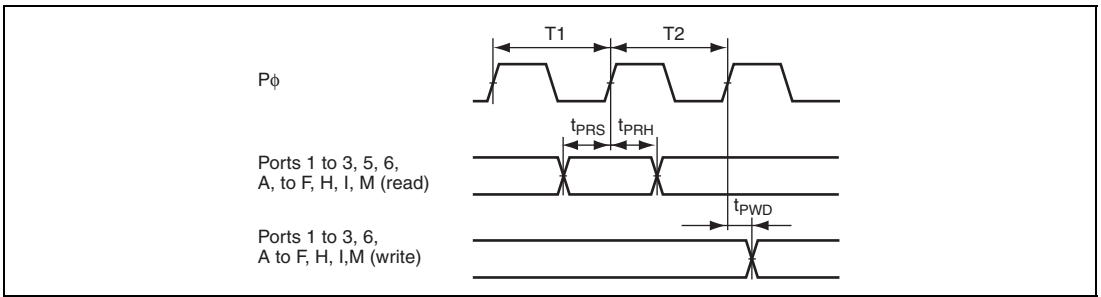 T1
T2
Pϕ
tPRS
tPRH
Ports 1 to 3, 5, 6,
A, to F, H, I, M (read)
tPWD
Ports 1 to 3, 6,
A to F, H, I,M (write)